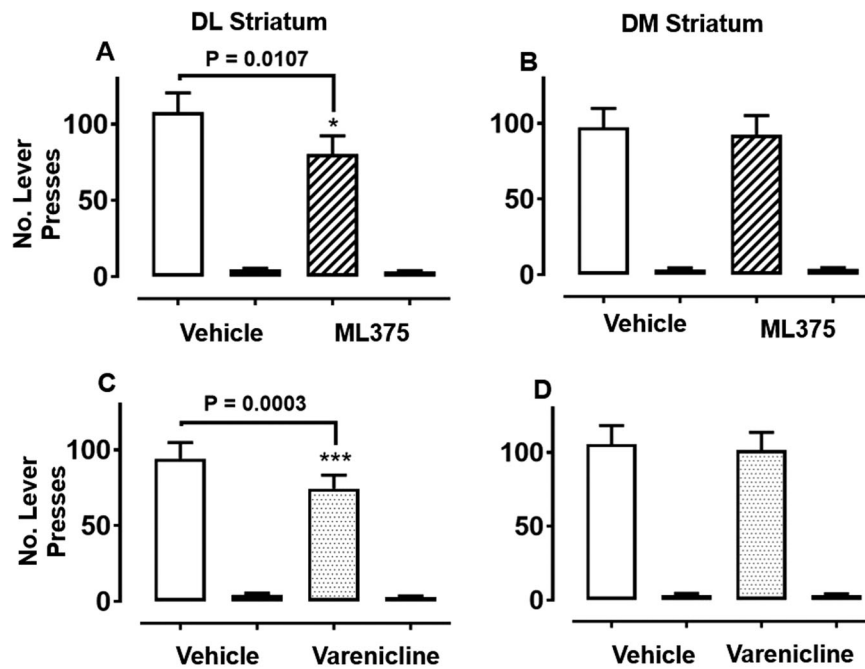 DL Striatum
DM Striatum
A
P = 0.0107
B
No. Lever
Presses
100
50
0
*
Vehicle
ML375
100
50
0
Vehicle
ML375
C
P = 0.0003
D
No. Lever
Presses
100
50
0
***
Vehicle
Varenicline
100
50
0
Vehicle
Varenicline